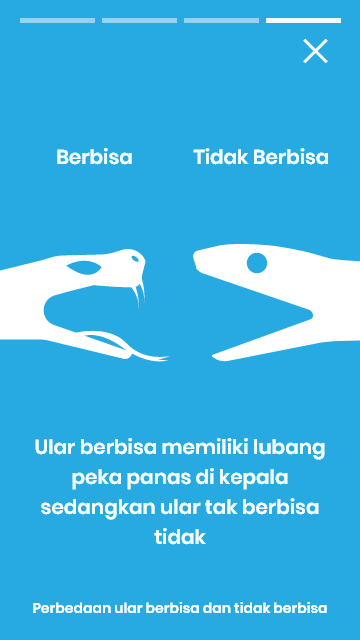 Berbisa
Tidak Berbisa
Ular berbisa memiliki lubang
peka panas di kepala
sedangkan ular tak berbisa
tidak
Perbedaan ular berbisa dan tidak berbisa